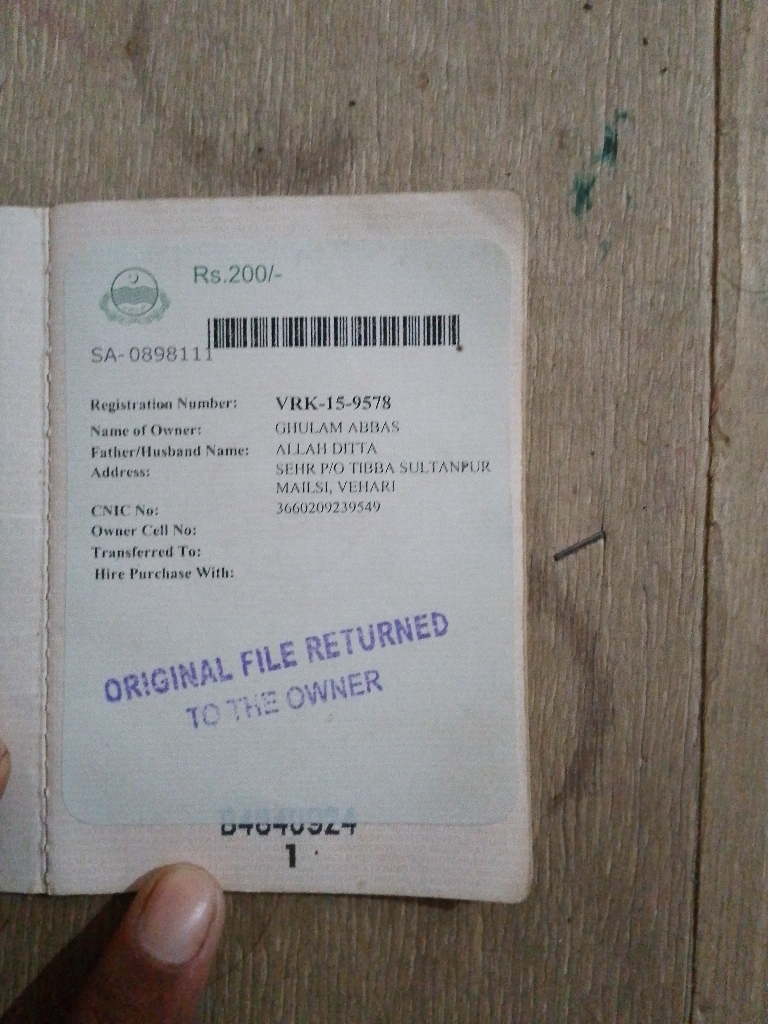 Rs.200/-
SA-0898111
Registration Number: VRK-15-9578
Name of Owner: GHULAM ABBAS
Father/Husband Name: ALLAH DITTA
Address: SEHR P/O TIBBA SULTANPUR
MAILSI, VEHARI
CNIC No: 3660209239549
Owner Cell No:
Transferred To:
Hire Purchase With:
ORIGINAL FILE RETURNED
TO THE OWNER
1